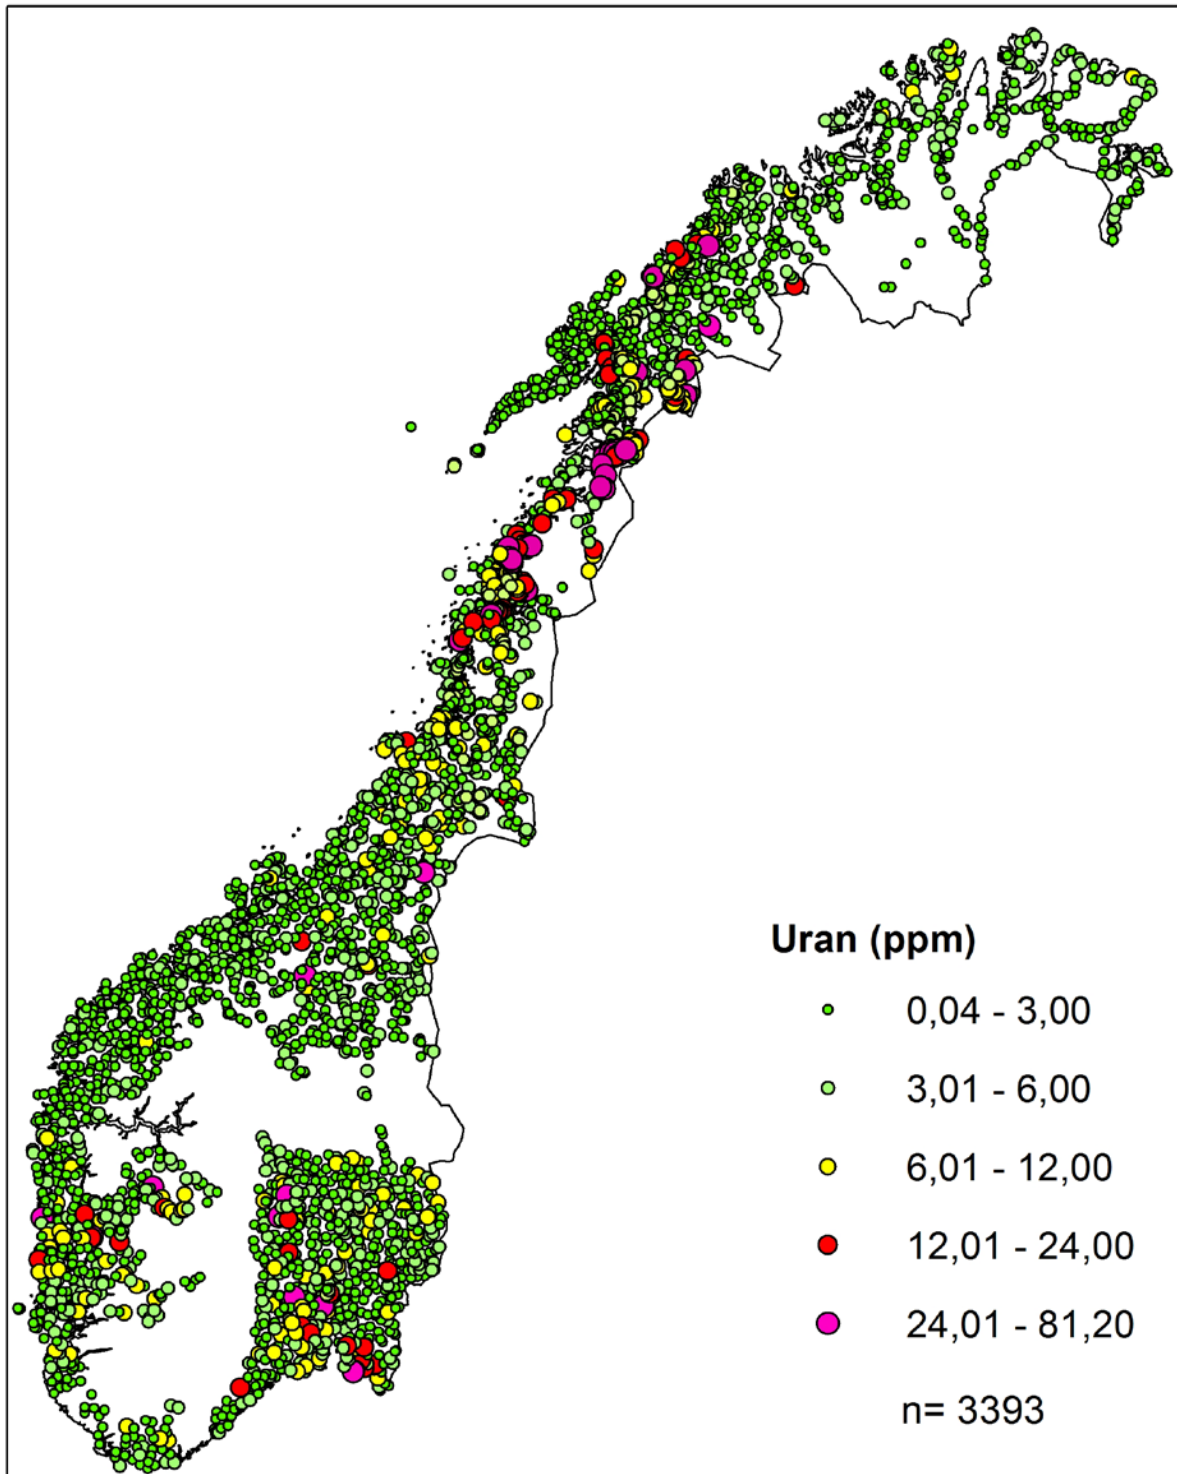 Uran (ppm)
0,04 - 3,00
3,01 - 6,00
6,01 - 12,00
12,01 - 24,00
24,01 - 81,20
n= 3393